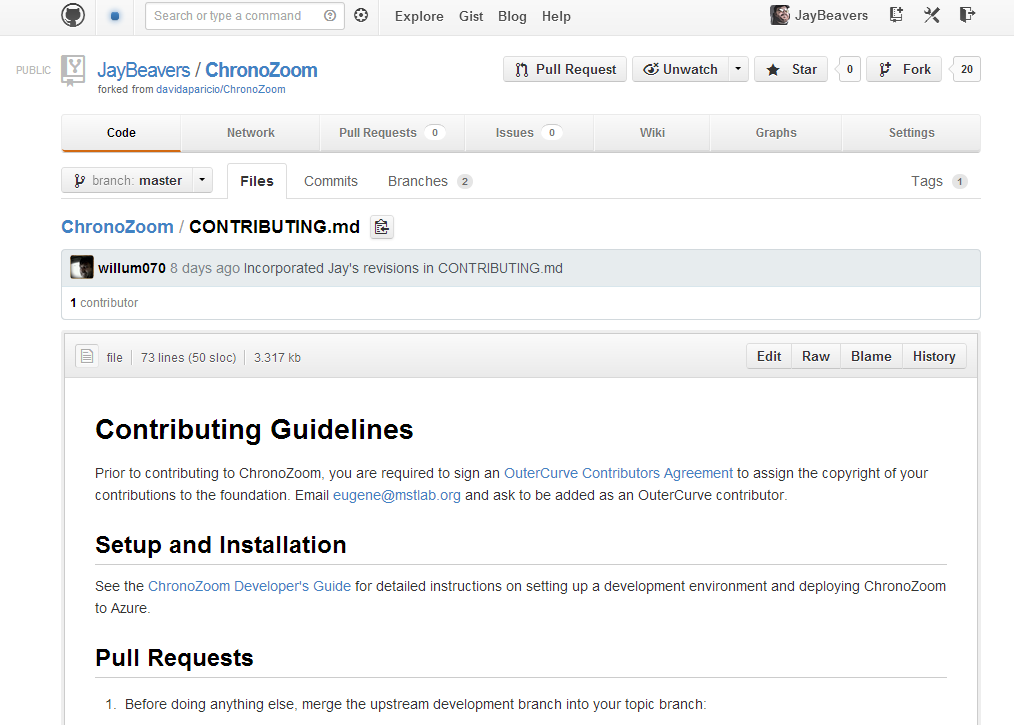 Search or type a command
Explore Gist Blog Help
JayBeavers
PUBLIC
JayBeavers / ChronoZoom
forked from davidaparicio/ChronoZoom
Pull Request
Unwatch
Star 0
Fork 20
Code Network Pull Requests 0 Issues 0 Wiki Graphs Settings
branch: master Files Commits Branches 2 Tags 1
ChronoZoom / CONTRIBUTING.md
willum070 8 days ago Incorporated Jay's revisions in CONTRIBUTING.md
1 contributor
file 73 lines (50 sloc) 3.317 kb Edit Raw Blame History
Contributing Guidelines
Prior to contributing to ChronoZoom, you are required to sign an OuterCurve Contributors Agreement to assign the copyright of your
contributions to the foundation. Email eugene@mstlab.org and ask to be added as an OuterCurve contributor.
Setup and Installation
See the ChronoZoom Developer's Guide for detailed instructions on setting up a development environment and deploying ChronoZoom
to Azure.
Pull Requests
1. Before doing anything else, merge the upstream development branch into your topic branch: